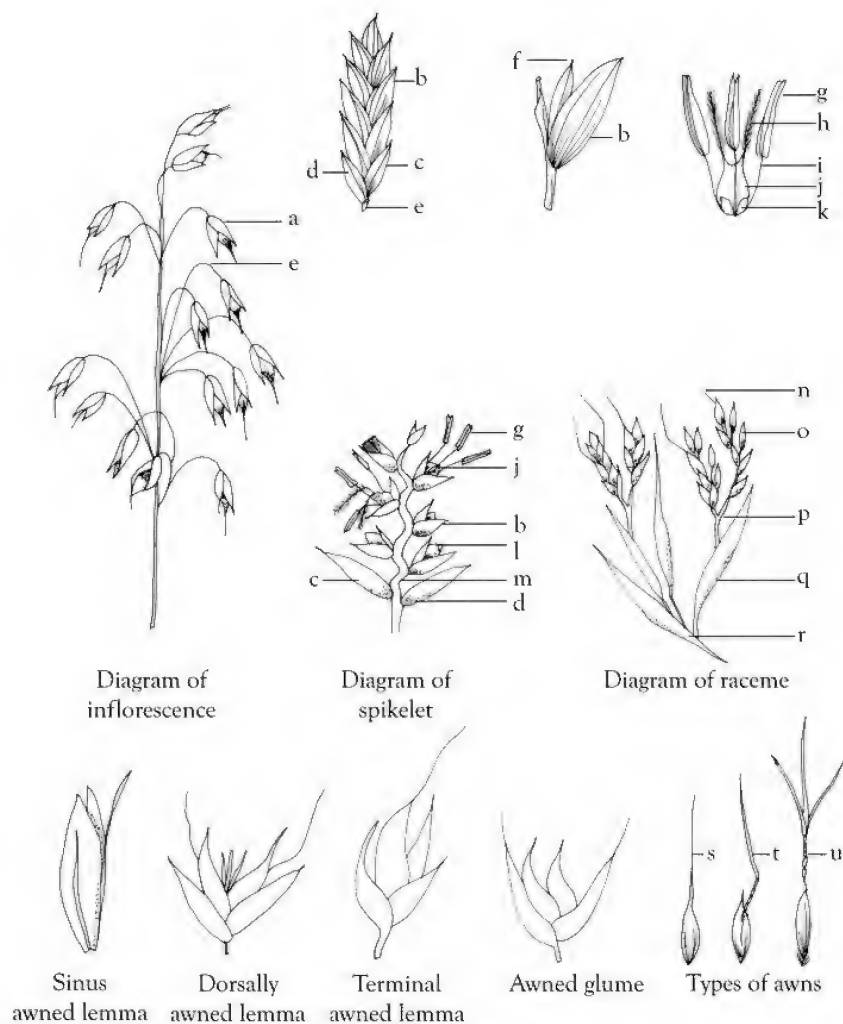 b
d
c
e
f
b
g
h
i
j
k
a
e
g
j
b
l
c
m
d
n
o
p
q
r
Diagram of
inflorescence
Diagram of
spikelet
Diagram of raceme
s
t
u
Sinus
awned lemma
Dorsally
awned lemma
Terminal
awned lemma
Awned glume
Types of awns